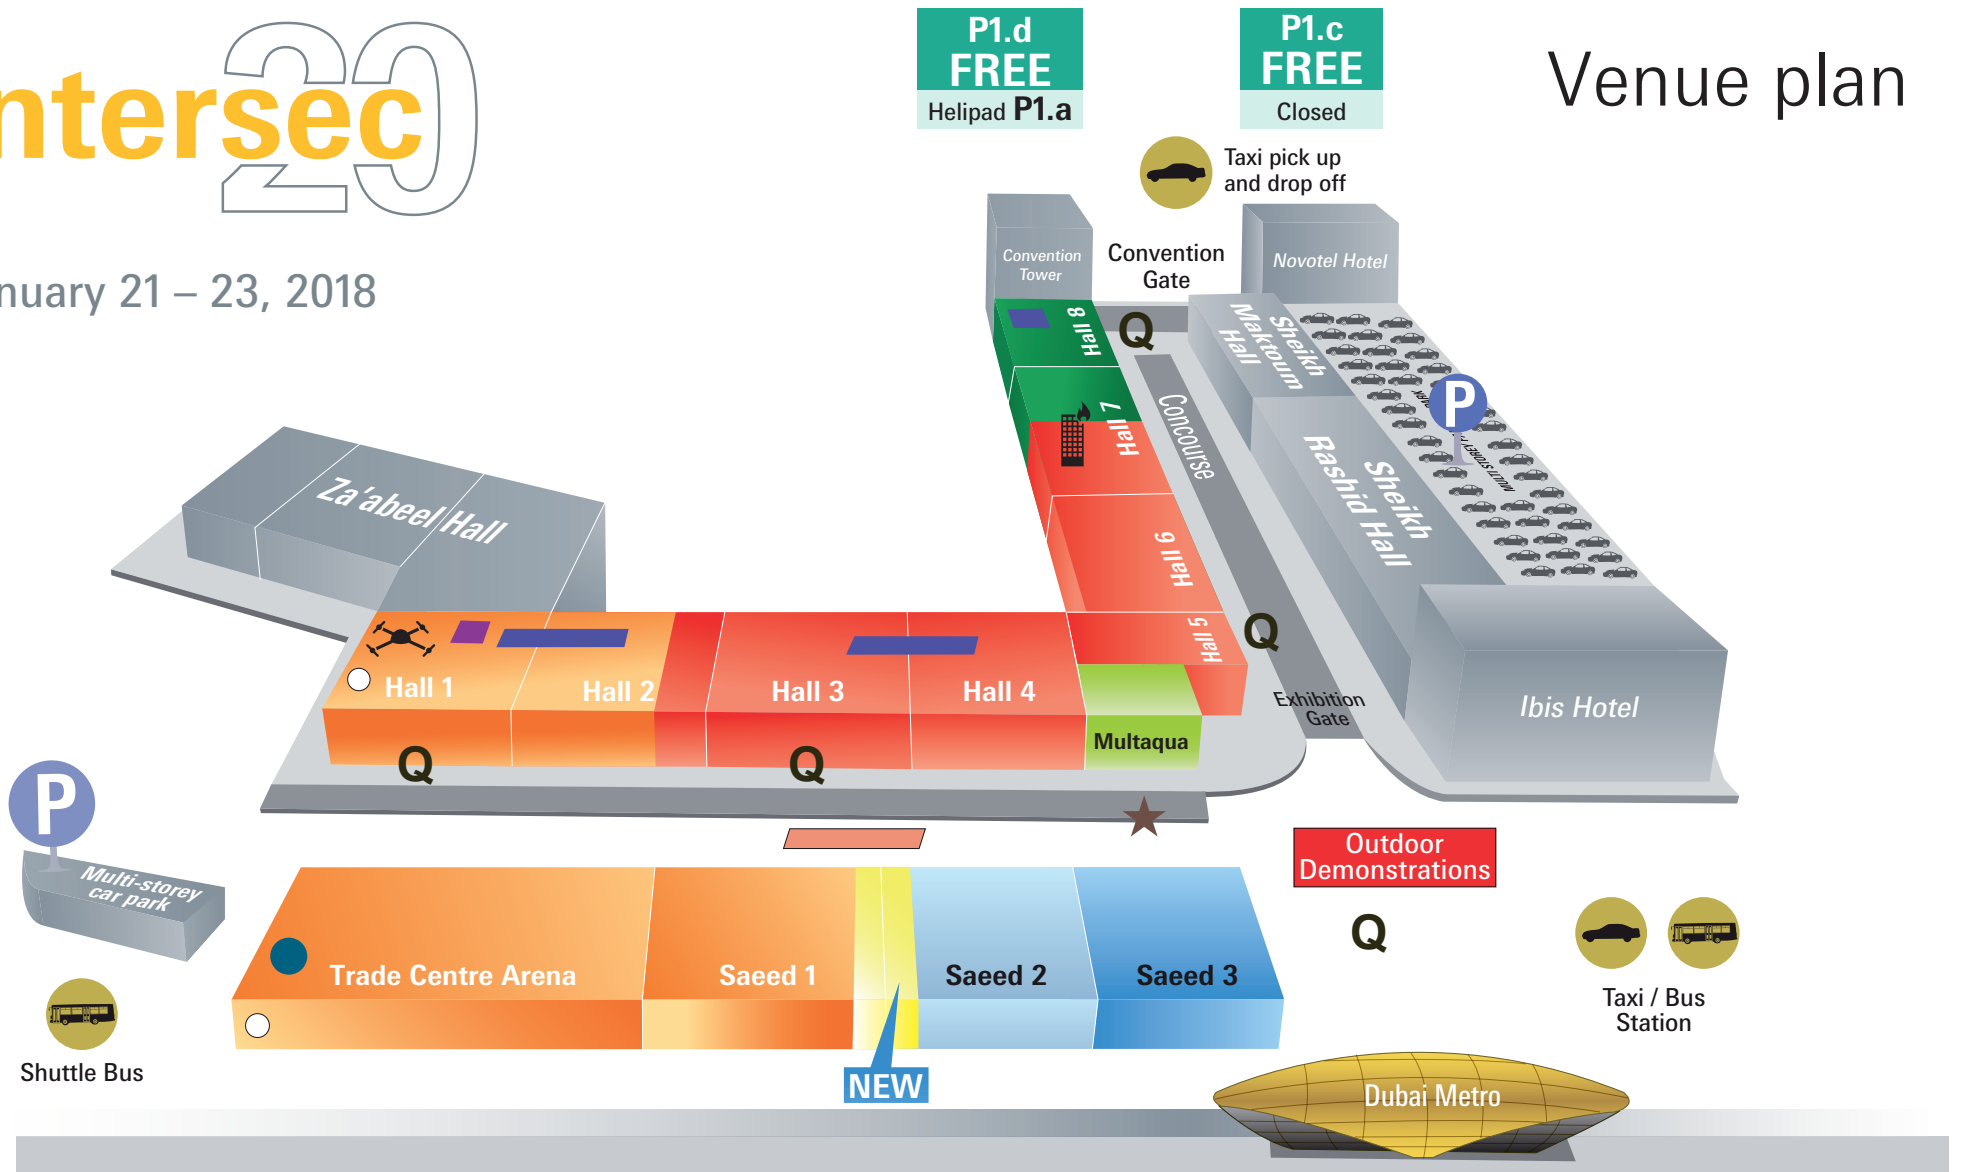 ntersec
20
nuary 21 – 23, 2018
P1.d
FREE
Helipad P1.a
P1.c
FREE
Closed
Venue plan
Taxi pick up
and drop off
Convention
Tower
Convention
Gate
Novotel Hotel
Hall 8
Q
Sheikh
Maktoum
Hall
Hall 7
Concourse
P
MULTI STOREY
Sheikh
Rashid Hall
Za'abeel Hall
Hall 6
Hall 5
Q
Hall 1
Hall 2
Hall 3
Hall 4
Exhibition
Gate
Ibis Hotel
Multaqua
Q
Q
P
Multi-storey
car park
Outdoor
Demonstrations
Q
Trade Centre Arena
Saeed 1
Saeed 2
Saeed 3
Taxi / Bus
Station
Shuttle Bus
NEW
Dubai Metro